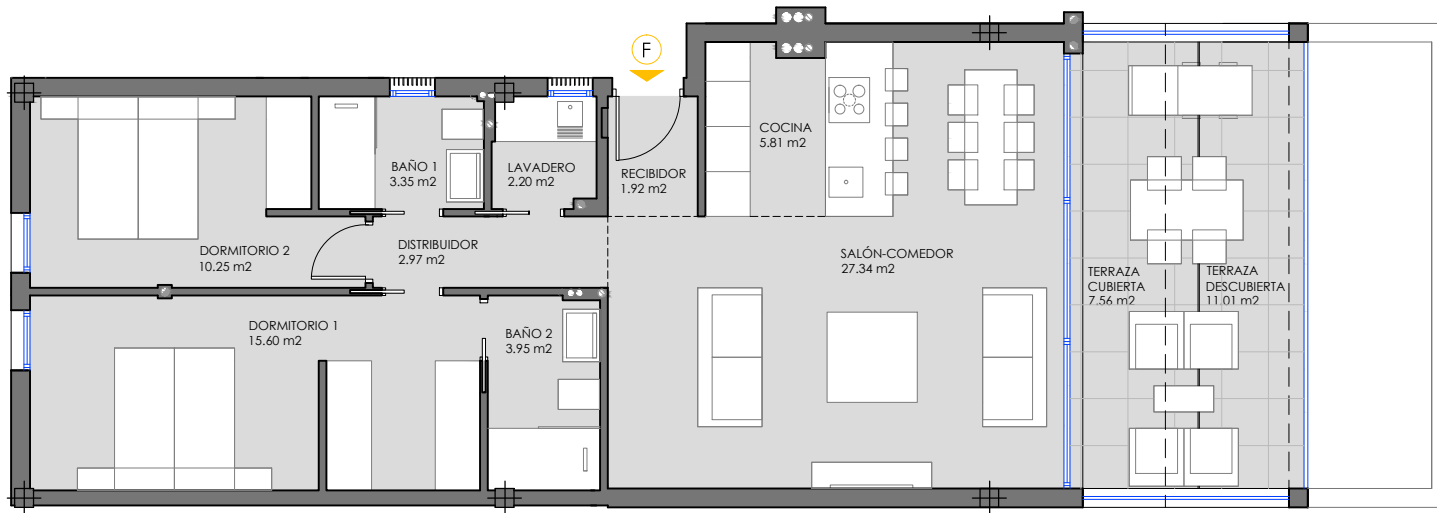 F
COCINA
5.81 m2
BAÑO 1
3.35 m2
LAVADERO
2.20 m2
RECIBIDOR
1.92 m2
DORMITORIO 2
10.25 m2
DISTRIBUIDOR
2.97 m2
SALÓN-COMEDOR
27.34 m2
TERRAZA
CUBIERTA
7.56 m2
TERRAZA
DESCUBIERTA
11.01 m2
DORMITORIO 1
15.60 m2
BAÑO 2
3.95 m2